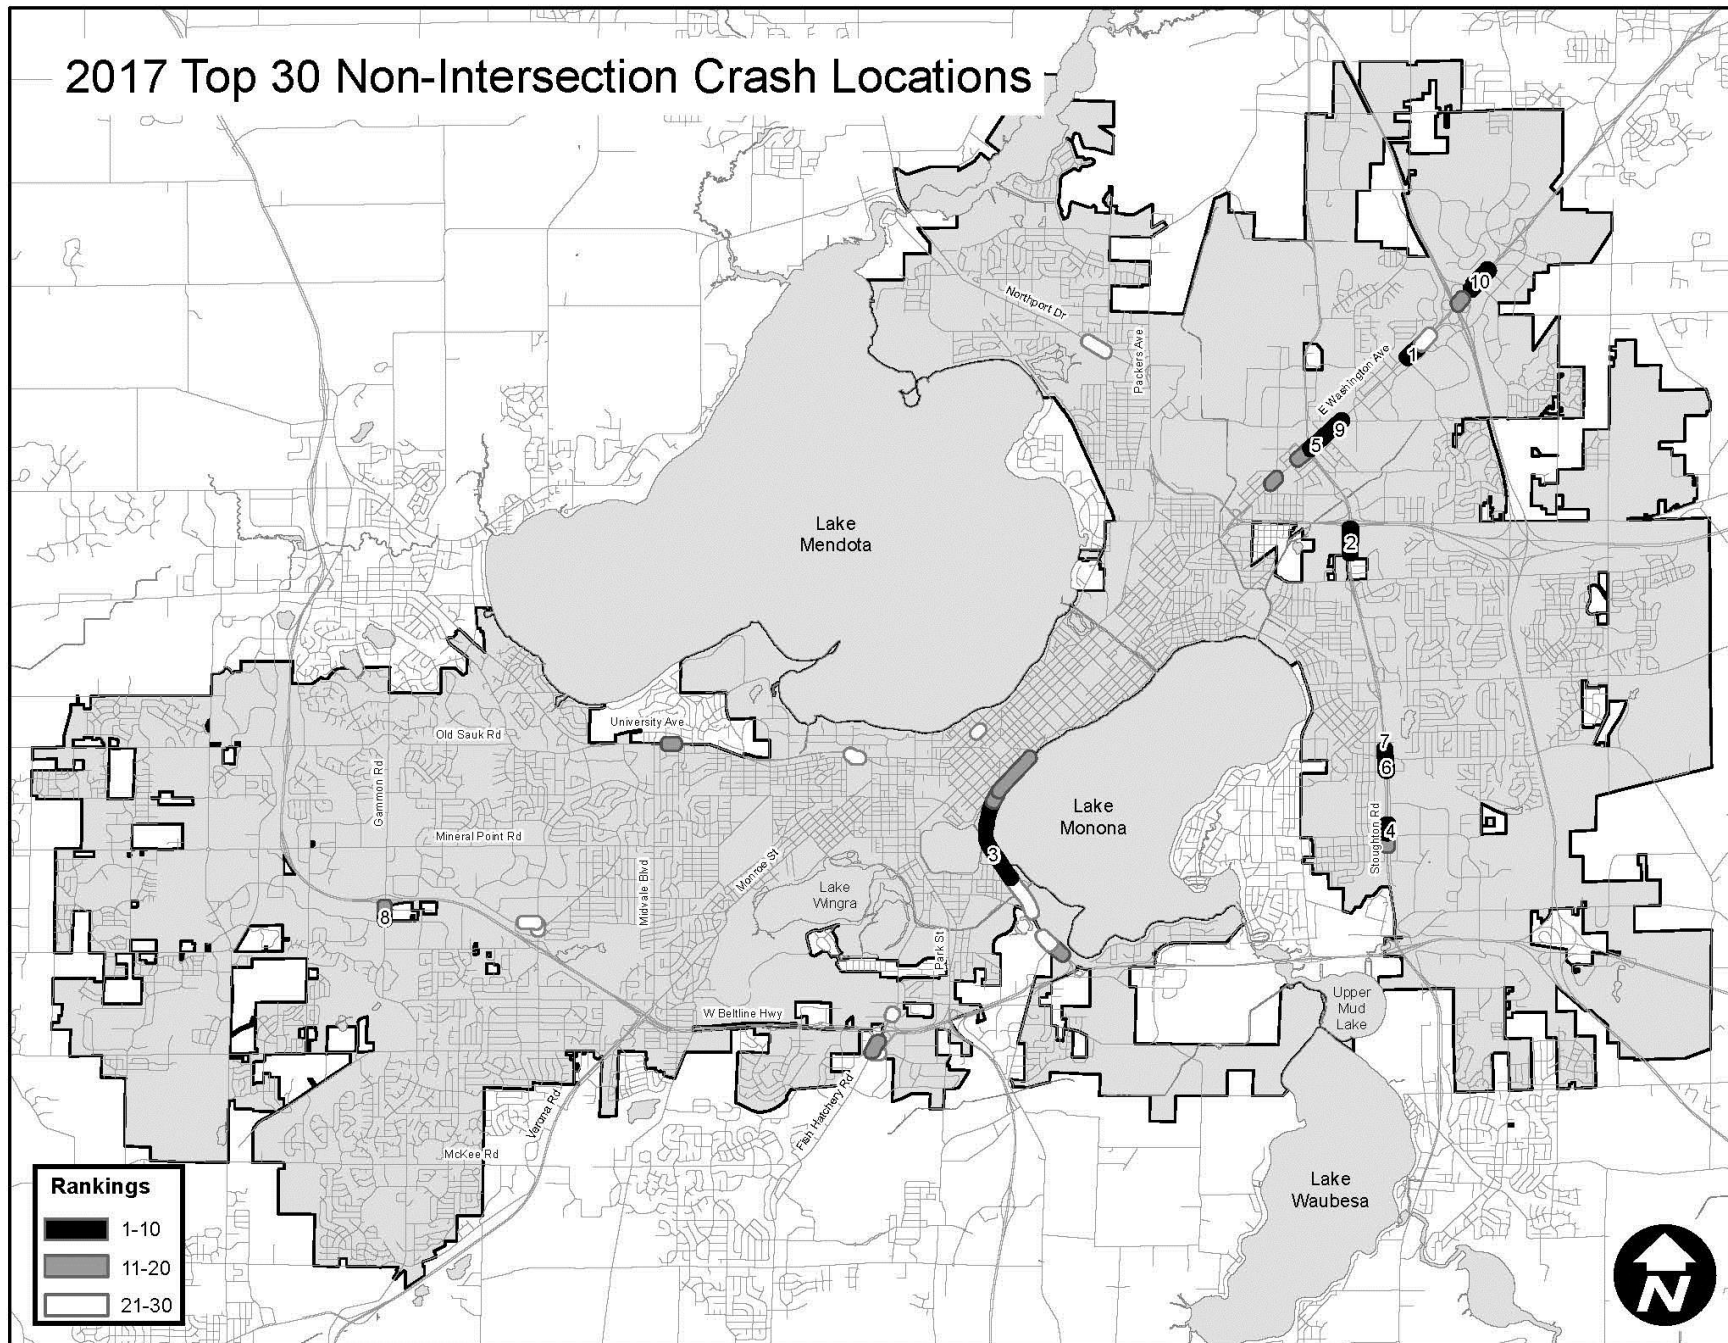 2017 Top 30 Non-Intersection Crash Locations
Northport Dr
Packers Ave
E Washington Ave
10
1
9
5
2
Lake
Mendota
University Ave
Old Sauk Rd
Gammon Rd
Mineral Point Rd
Midvale Blvd
Monroe St
Lake
Monona
Lake
Wingra
3
7
6
4
Stoughton Rd
8
Park St
W Beltline Hwy
Upper
Mud
Lake
Fish Hatchery Rd
Verona Rd
McKee Rd
Lake
Waubesa
Rankings
1-10
11-20
21-30
N